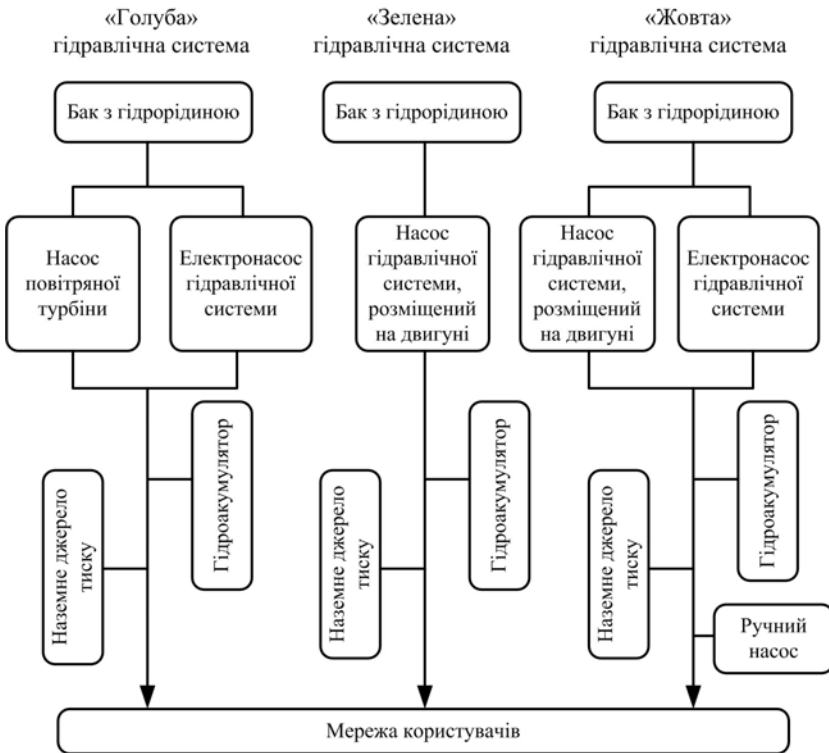 «Голуба»
гідравлічна система
«Зелена»
гідравлічна система
«Жовта»
гідравлічна система
Бак з гідрорідиною
Бак з гідрорідиною
Бак з гідрорідиною
Насос
повітряної
турбіни
Електронасос
гідравлічної
системи
Насос
гідравлічної
системи,
розміщений
на двигуні
Насос
гідравлічної
системи,
розміщений
на двигуні
Електронасос
гідравлічної
системи
Наземне джерело
тиску
Гідроакумулятор
Наземне джерело
тиску
Гідроакумулятор
Наземне джерело
тиску
Гідроакумулятор
Ручний
насос
Мережа користувачів